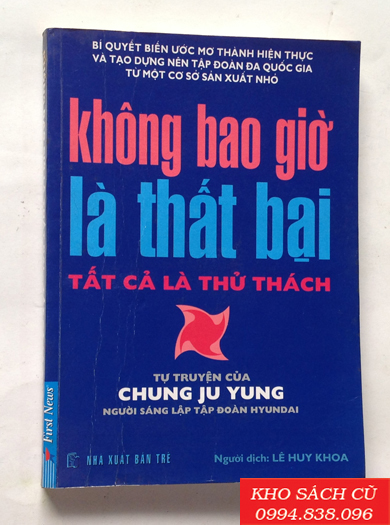 BÍ QUYẾT BIẾN ƯỚC MƠ THÀNH HIỆN THỰC
VÀ TẠO DỰNG NÊN TẬP ĐOÀN ĐA QUỐC GIA
TỪ MỘT CƠ SỞ SẢN XUẤT NHỎ
không bao giờ
là thất bại
TẤT CẢ LÀ THỬ THÁCH
TỰ TRUYỆN CỦA
CHUNG JU YUNG
NGƯỜI SÁNG LẬP TẬP ĐOÀN HYUNDAI
First News
NHÀ XUẤT BẢN TRẺ
Người dịch: LÊ HUY KHOA
KHO SÁCH CŨ
0994.838.096